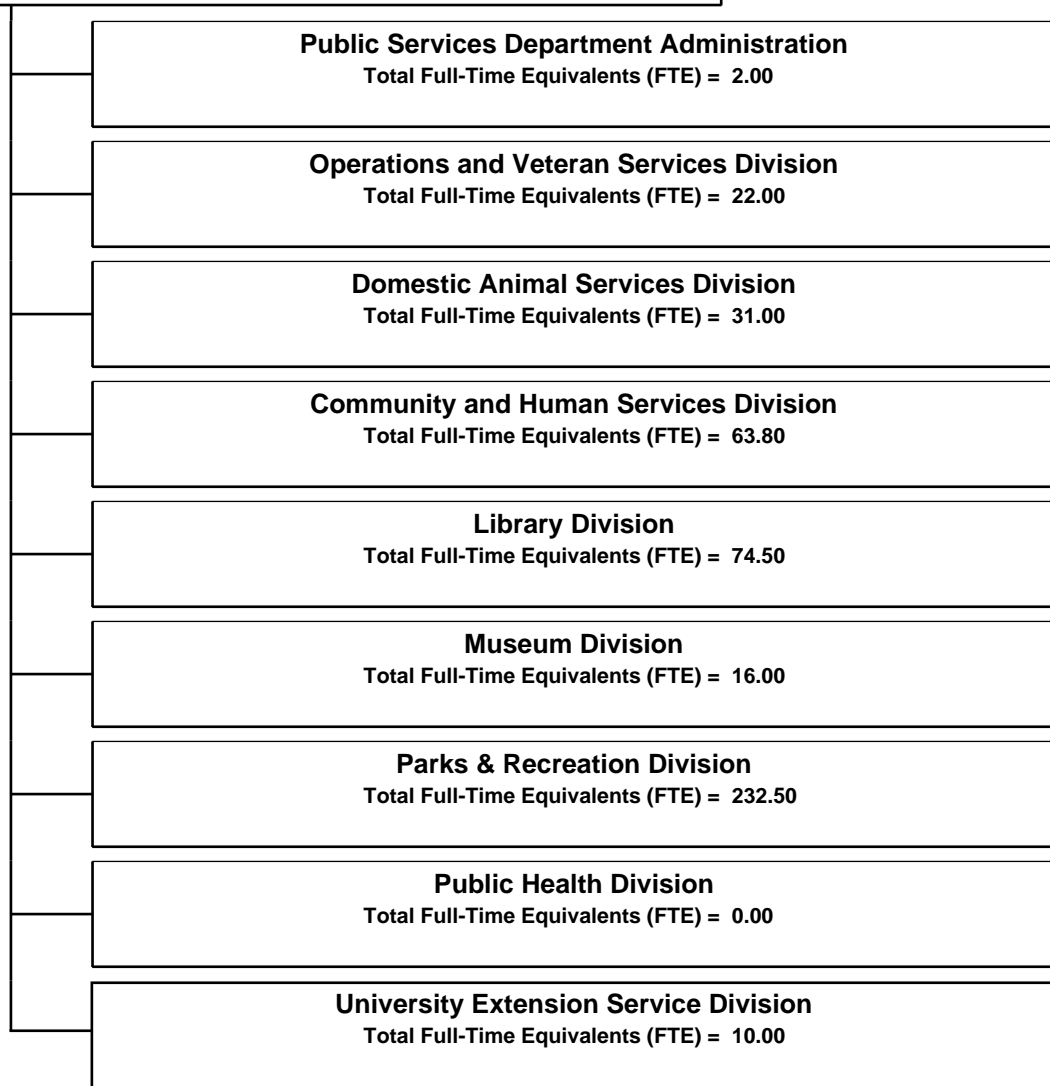 Public Services Department Administration
Total Full-Time Equivalents (FTE) = 2.00
Operations and Veteran Services Division
Total Full-Time Equivalents (FTE) = 22.00
Domestic Animal Services Division
Total Full-Time Equivalents (FTE) = 31.00
Community and Human Services Division
Total Full-Time Equivalents (FTE) = 63.80
Library Division
Total Full-Time Equivalents (FTE) = 74.50
Museum Division
Total Full-Time Equivalents (FTE) = 16.00
Parks & Recreation Division
Total Full-Time Equivalents (FTE) = 232.50
Public Health Division
Total Full-Time Equivalents (FTE) = 0.00
University Extension Service Division
Total Full-Time Equivalents (FTE) = 10.00